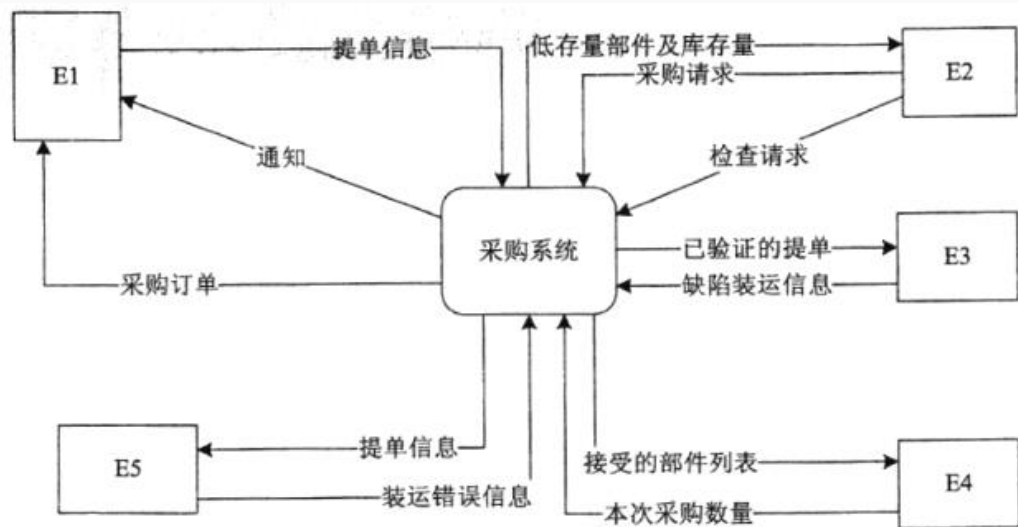 E1
提单信息
低存量部件及库存量
采购请求
E2
通知
检查请求
采购系统
已验证的提单
缺陷装运信息
E3
采购订单
E5
提单信息
装运错误信息
接受的部件列表
本次采购数量
E4